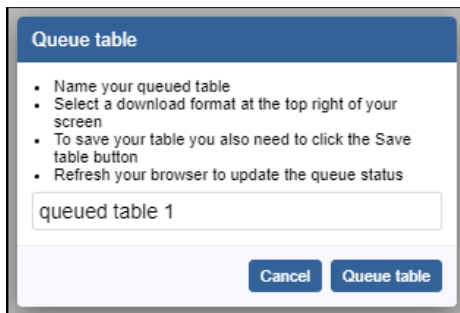 Queue table
• Name your queued table
• Select a download format at the top right of your
screen
• To save your table you also need to click the Save
table button
• Refresh your browser to update the queue status
queued table 1
Cancel Queue table